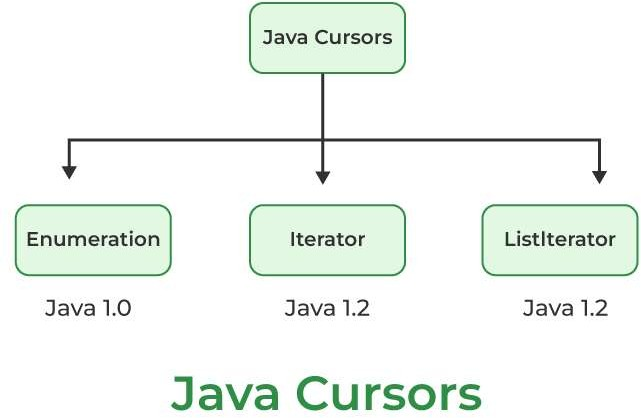 Java Cursors
Enumeration
Iterator
ListIterator
Java 1.0
Java 1.2
Java 1.2
Java Cursors